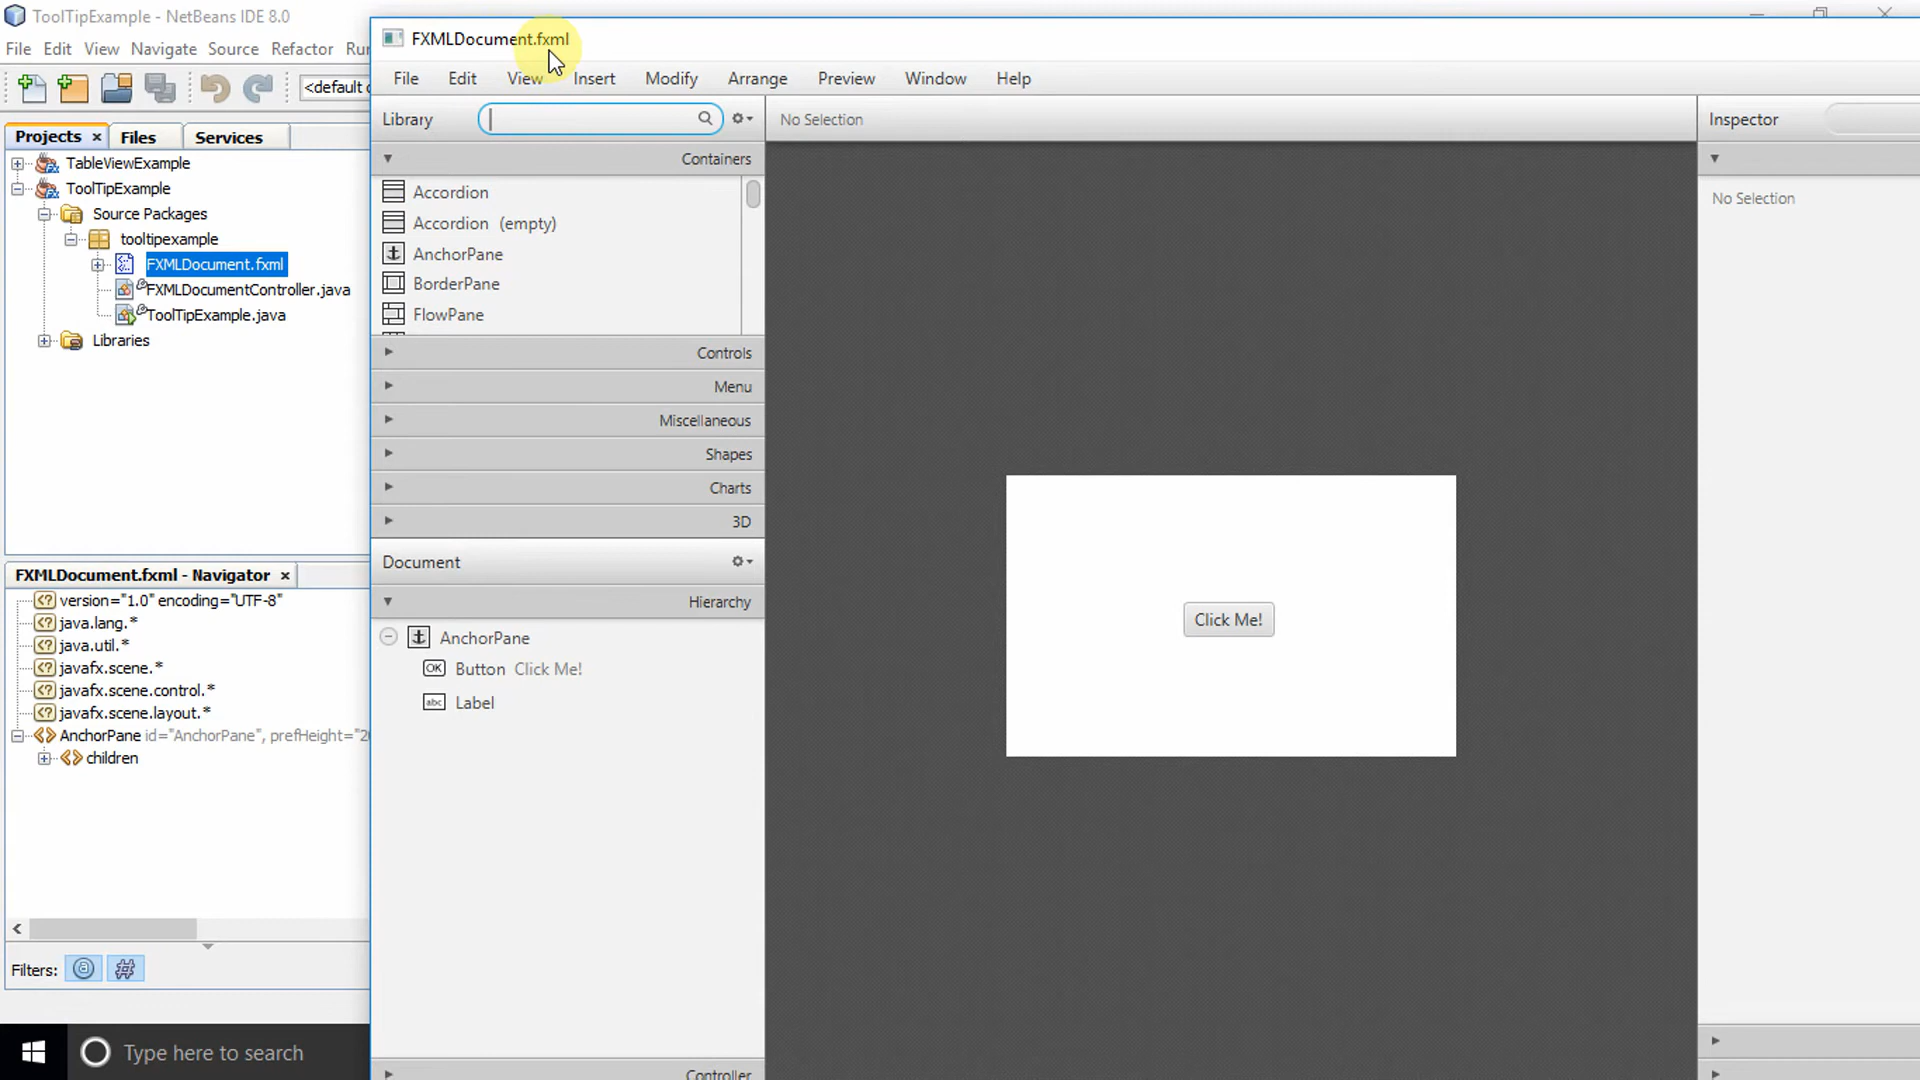 ToolTipExample - NetBeans IDE 8.0
File Edit View Navigate Source Refactor Run
<default c
Projects Files Services
TableViewExample
ToolTipExample
Source Packages
tooltipexample
FXMLDocument.fxml
FXMLDocumentController.java
ToolTipExample.java
Libraries
FXMLDocument.fxml - Navigator
version="1.0" encoding="UTF-8"
java.lang.*
java.util.*
javafx.scene.*
javafx.scene.control.*
javafx.scene.layout.*
AnchorPane id="AnchorPane", prefHeight="20
children
Filters:
Type here to search
FXMLDocument.fxml
File Edit View Insert Modify Arrange Preview Window Help
Library
Containers
Accordion
Accordion (empty)
AnchorPane
BorderPane
FlowPane
Controls
Menu
Miscellaneous
Shapes
Charts
3D
Document
Hierarchy
AnchorPane
OK Button Click Me!
abc Label
Controller
No Selection
Click Me!
Inspector
No Selection